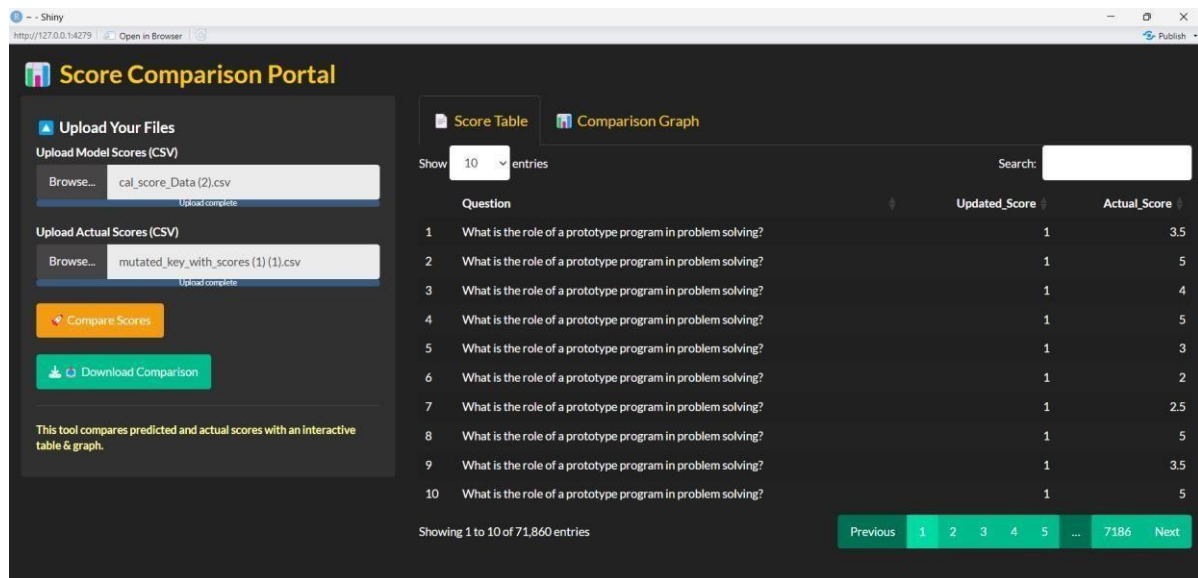 ~ - Shiny
http://127.0.0.1:4279 Open in Browser Publish
Score Comparison Portal
Upload Your Files
Upload Model Scores (CSV)
Browse... cal_score_Data (2).csv
Upload complete
Upload Actual Scores (CSV)
Browse... mutated_key_with_scores (1) (1).csv
Upload complete
Compare Scores
Download Comparison
This tool compares predicted and actual scores with an interactive
table & graph.
Score Table Comparison Graph
Show 10 entries Search:
Question Updated_Score Actual_Score
1 What is the role of a prototype program in problem solving? 1 3.5
2 What is the role of a prototype program in problem solving? 1 5
3 What is the role of a prototype program in problem solving? 1 4
4 What is the role of a prototype program in problem solving? 1 5
5 What is the role of a prototype program in problem solving? 1 3
6 What is the role of a prototype program in problem solving? 1 2
7 What is the role of a prototype program in problem solving? 1 2.5
8 What is the role of a prototype program in problem solving? 1 5
9 What is the role of a prototype program in problem solving? 1 3.5
10 What is the role of a prototype program in problem solving? 1 5
Showing 1 to 10 of 71,860 entries Previous 1 2 3 4 5 ... 7186 Next